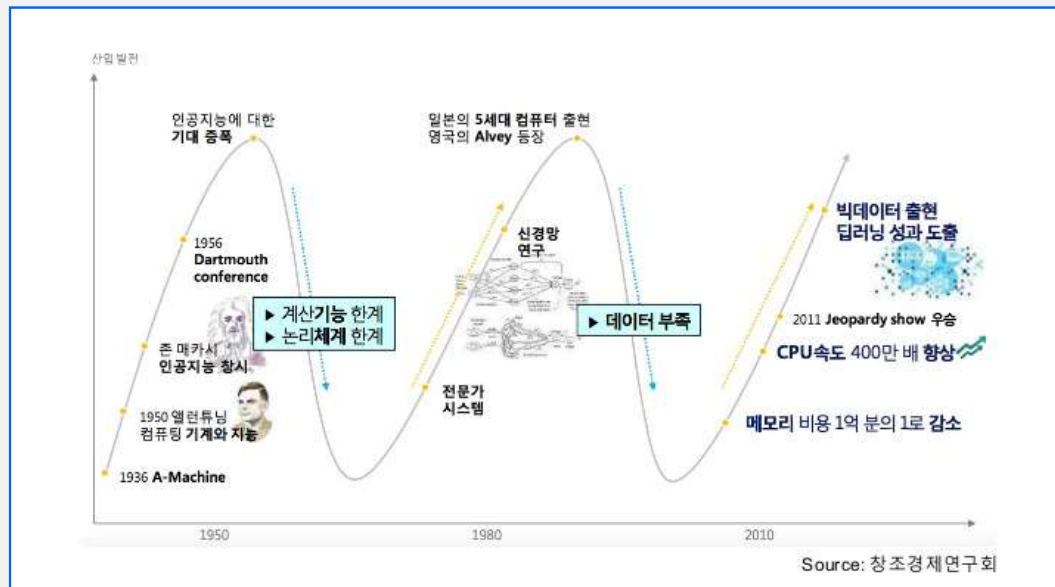 산업 발전
인공지능에 대한
기대 증폭
1956
Dartmouth
conference
존 매카시
인공지능 창시
1950 앨런튜닝
컴퓨팅 기계와 지능
1936 A-Machine
▶ 계산기능 한계
▶ 논리체계 한계
일본의 5세대 컴퓨터 출현
영국의 Alvey 등장
신경망
연구
전문가
시스템
▶ 데이터 부족
빅데이터 출현
딥러닝 성과 도출
2011 Jeopardy show 우승
CPU속도 400만 배 향상
메모리 비용 1억 분의 1로 감소
1950
1980
2010
Source: 창조경제연구회